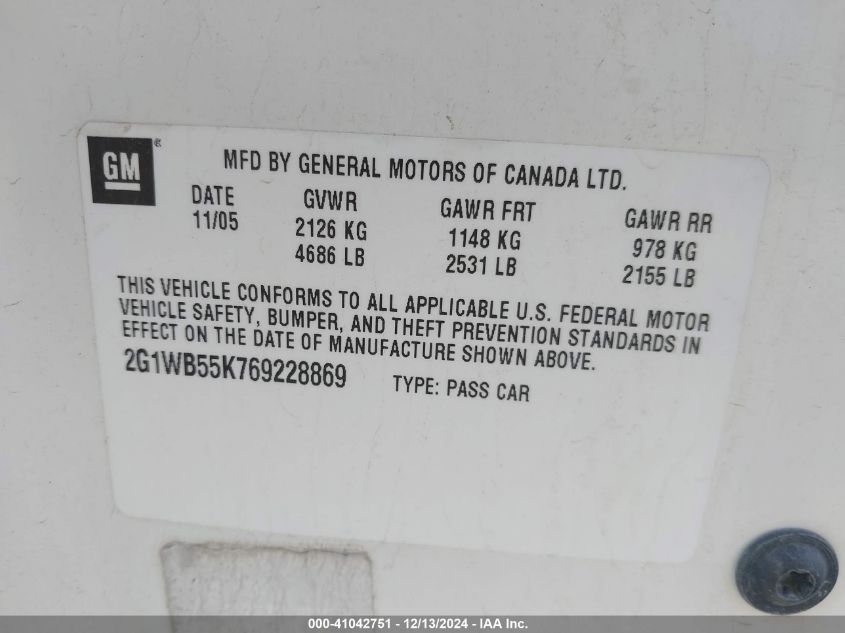 GM®
MFD BY GENERAL MOTORS OF CANADA LTD.
DATE GVWR GAWR FRT GAWR RR
11/05 2126 KG 1148 KG 978 KG
4686 LB 2531 LB 2155 LB
THIS VEHICLE CONFORMS TO ALL APPLICABLE U.S. FEDERAL MOTOR
VEHICLE SAFETY, BUMPER, AND THEFT PREVENTION STANDARDS IN
EFFECT ON THE DATE OF MANUFACTURE SHOWN ABOVE.
2G1WB55K769228869 TYPE: PASS CAR
000-41042751 - 12/13/2024 - IAA Inc.